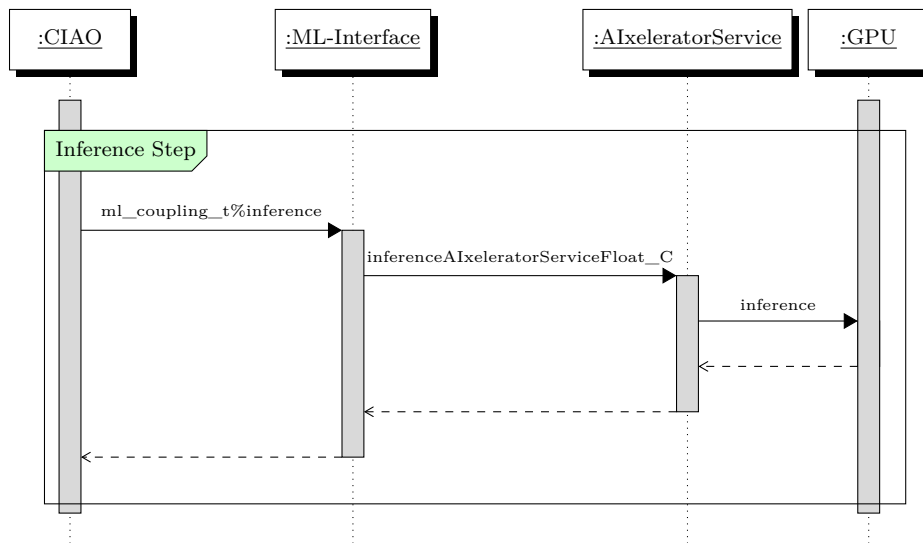 :CIAO
:ML-Interface
:AIxeleratorService
:GPU
Inference Step
ml_coupling_t%inference
inferenceAIxeleratorServiceFloat_C
inference